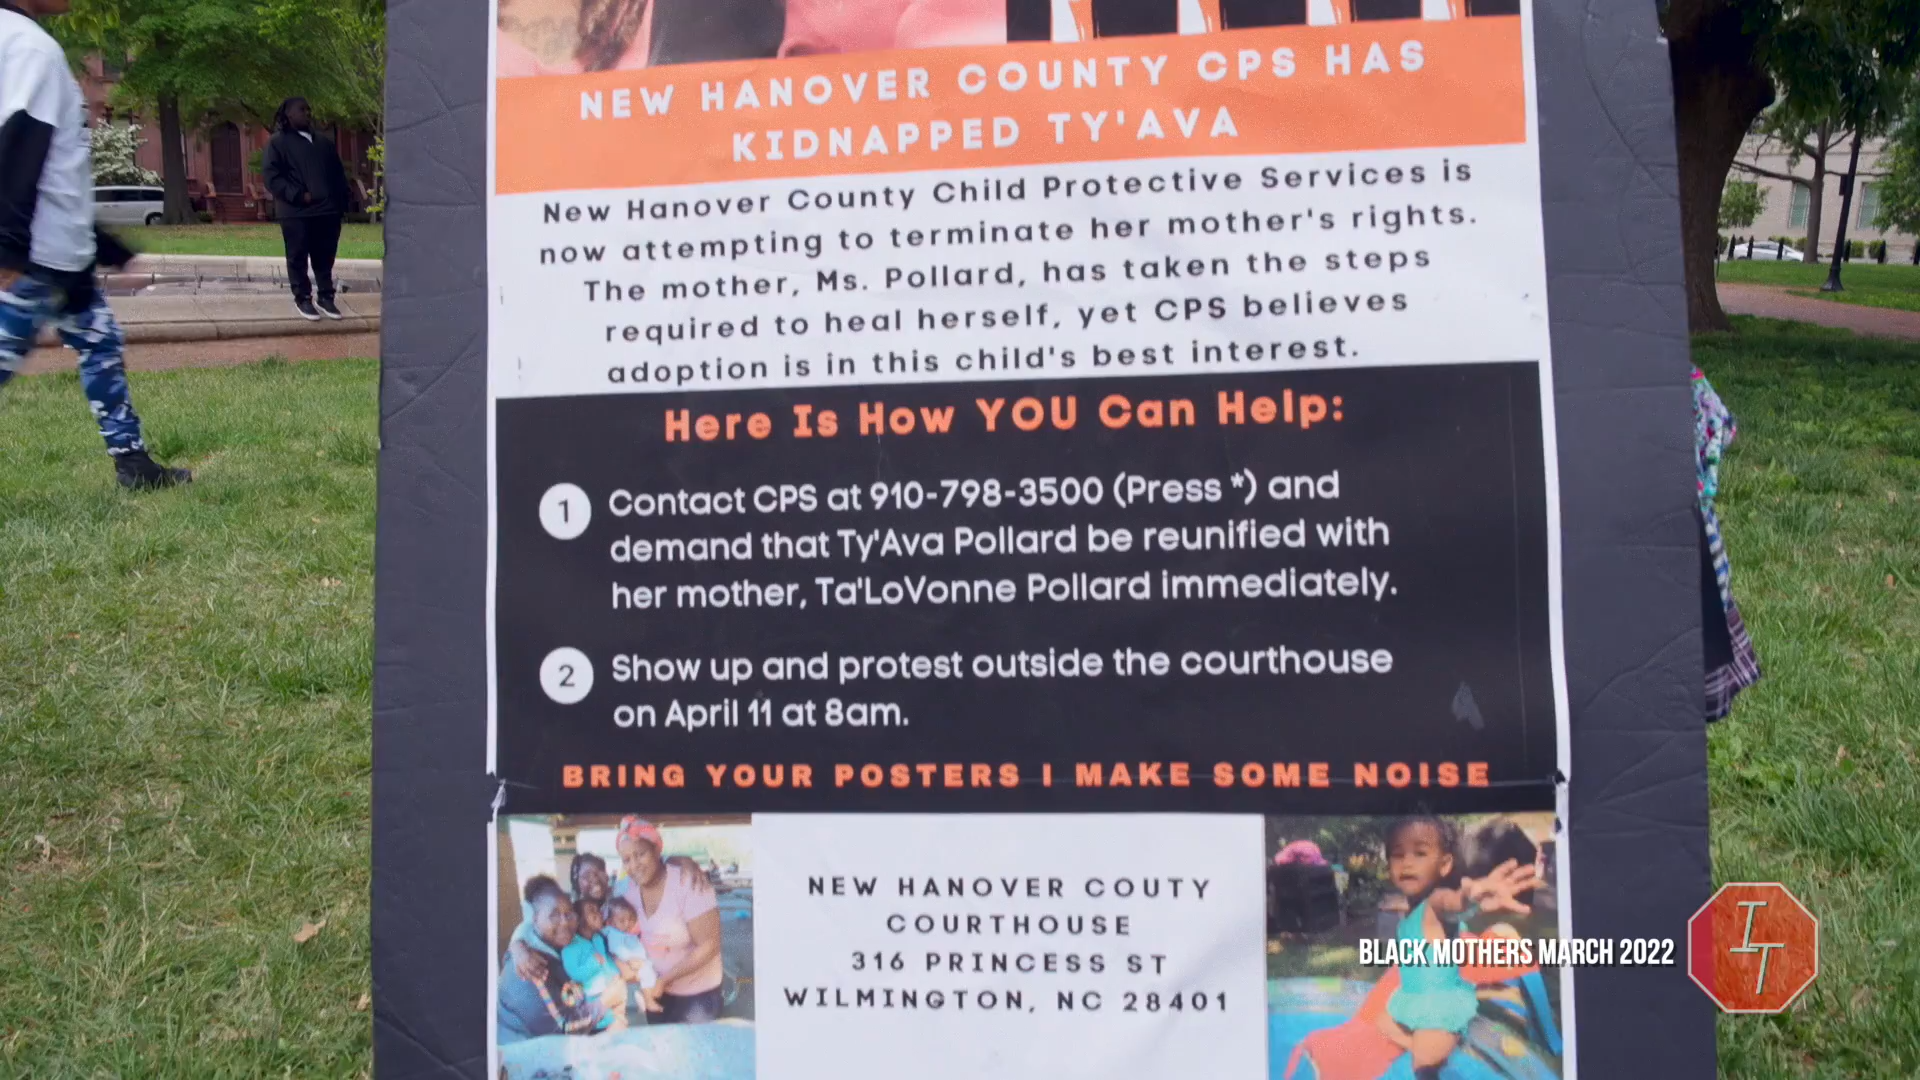 NEW HANOVER COUNTY CPS HAS
KIDNAPPED TY'AVA
New Hanover County Child Protective Services is
now attempting to terminate her mother's rights.
The mother, Ms. Pollard, has taken the steps
required to heal herself, yet CPS believes
adoption is in this child's best interest.
Here Is How YOU Can Help:
1 Contact CPS at 910-798-3500 (Press *) and
demand that Ty'Ava Pollard be reunified with
her mother, Ta'LoVonne Pollard immediately.
2 Show up and protest outside the courthouse
on April 11 at 8am.
BRING YOUR POSTERS I MAKE SOME NOISE
NEW HANOVER COUTY
COURTHOUSE
316 PRINCESS ST
WILMINGTON, NC 28401
BLACK MOTHERS MARCH 2022
IT